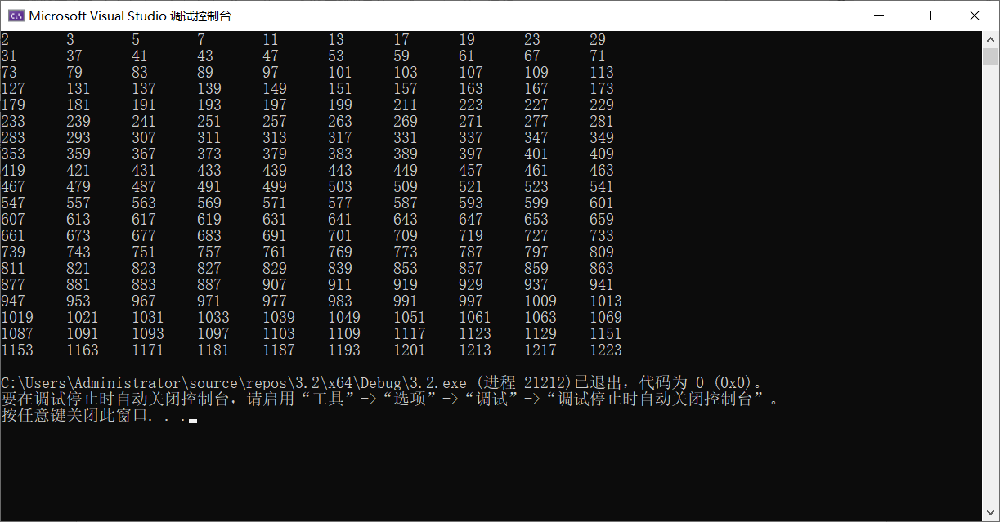 Microsoft Visual Studio 调试控制台
2 3 5 7 11 13 17 19 23 29
31 37 41 43 47 53 59 61 67 71
73 79 83 89 97 101 103 107 109 113
127 131 137 139 149 151 157 163 167 173
179 181 191 193 197 199 211 223 227 229
233 239 241 251 257 263 269 271 277 281
283 293 307 311 313 317 331 337 347 349
353 359 367 373 379 383 389 397 401 409
419 421 431 433 439 443 449 457 461 463
467 479 487 491 499 503 509 521 523 541
547 557 563 569 571 577 587 593 599 601
607 613 617 619 631 641 643 647 653 659
661 673 677 683 691 701 709 719 727 733
739 743 751 757 761 769 773 787 797 809
811 821 823 827 829 839 853 857 859 863
877 881 883 887 907 911 919 929 937 941
947 953 967 971 977 983 991 997 1009 1013
1019 1021 1031 1033 1039 1049 1051 1061 1063 1069
1087 1091 1093 1097 1103 1109 1117 1123 1129 1151
1153 1163 1171 1181 1187 1193 1201 1213 1217 1223
C:\Users\Administrator\source\repos\3.2\x64\Debug\3.2.exe (进程 21212)已退出，代码为 0 (0x0)。
要在调试停止时自动关闭控制台，请启用“工具”->“选项”->“调试”->“调试停止时自动关闭控制台”。
按任意键关闭此窗口. . .